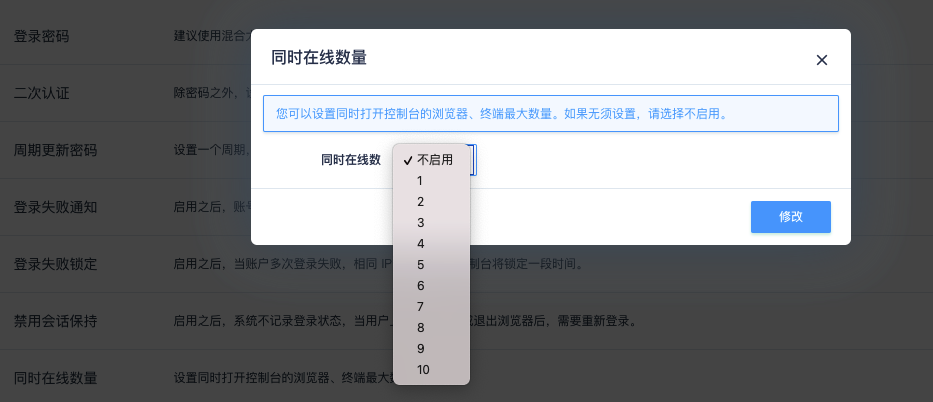 登录密码
建议使用混合
同时在线数量
二次认证
除密码之外，
您可以设置同时打开控制台的浏览器、终端最大数量。如果无须设置，请选择不启用。
周期更新密码
设置一个周期，
同时在线数
✓ 不启用
1
2
3
4
5
6
7
8
9
10
修改
登录失败通知
启用之后，账号
登录失败锁定
启用之后，当账户多次登录失败，相同 IP
制台将锁定一段时间。
禁用会话保持
启用之后，系统不记录登录状态，当用户
或退出浏览器后，需要重新登录。
同时在线数量
设置同时打开控制台的浏览器、终端最大